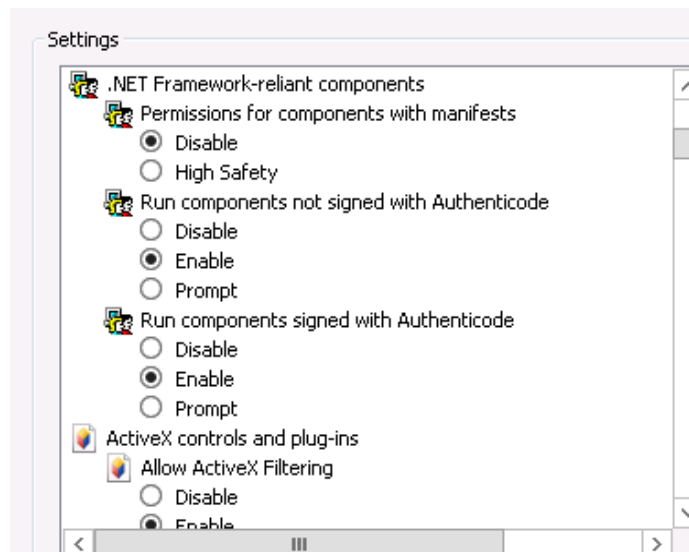 Settings
.NET Framework-reliant components
Permissions for components with manifests
Disable
High Safety
Run components not signed with Authenticode
Disable
Enable
Prompt
Run components signed with Authenticode
Disable
Enable
Prompt
ActiveX controls and plug-ins
Allow ActiveX Filtering
Disable
Enable